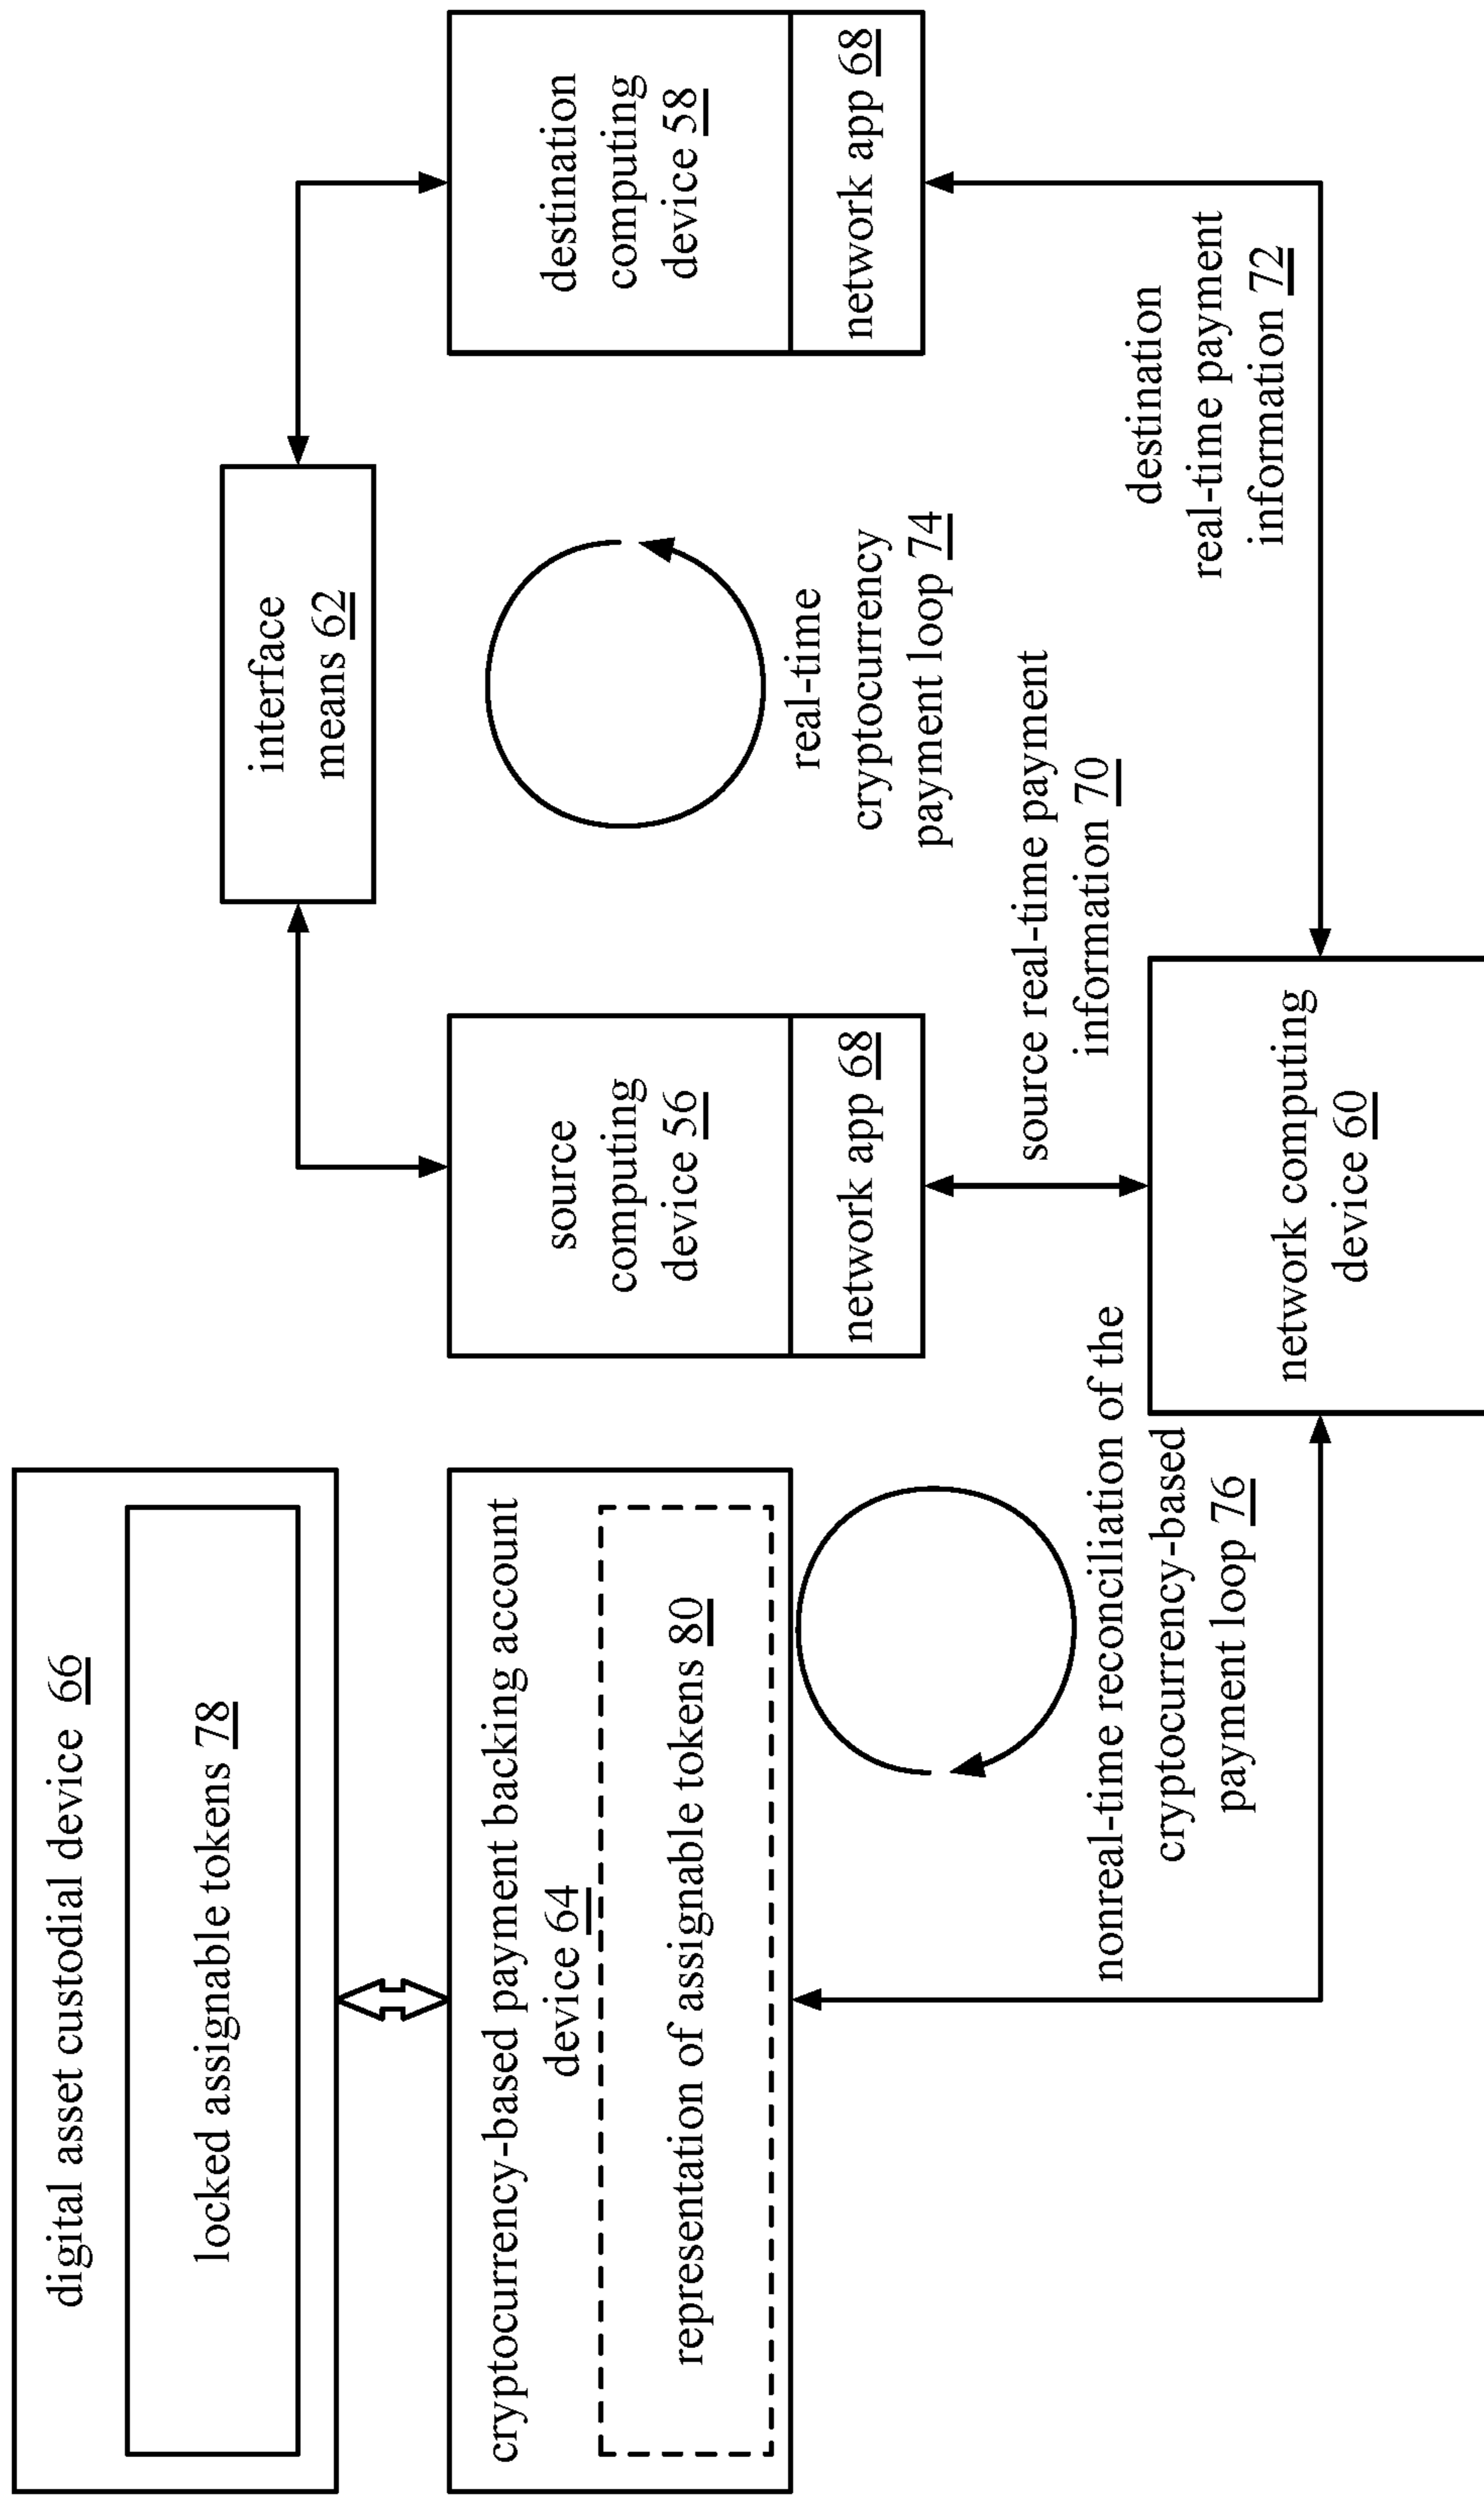 digital asset custodial device 66
locked assignable tokens 78
cryptocurrency-based payment backing account
device 64
representation of assignable tokens 80
nonreal-time reconciliation of the
cryptocurrency-based
payment loop 76
interface
means 62
source
computing
device 56
network app 68
destination
computing
device 58
network app 68
real-time
cryptocurrency
payment loop 74
source real-time payment
information 70
destination
real-time payment
information 72
network computing
device 60